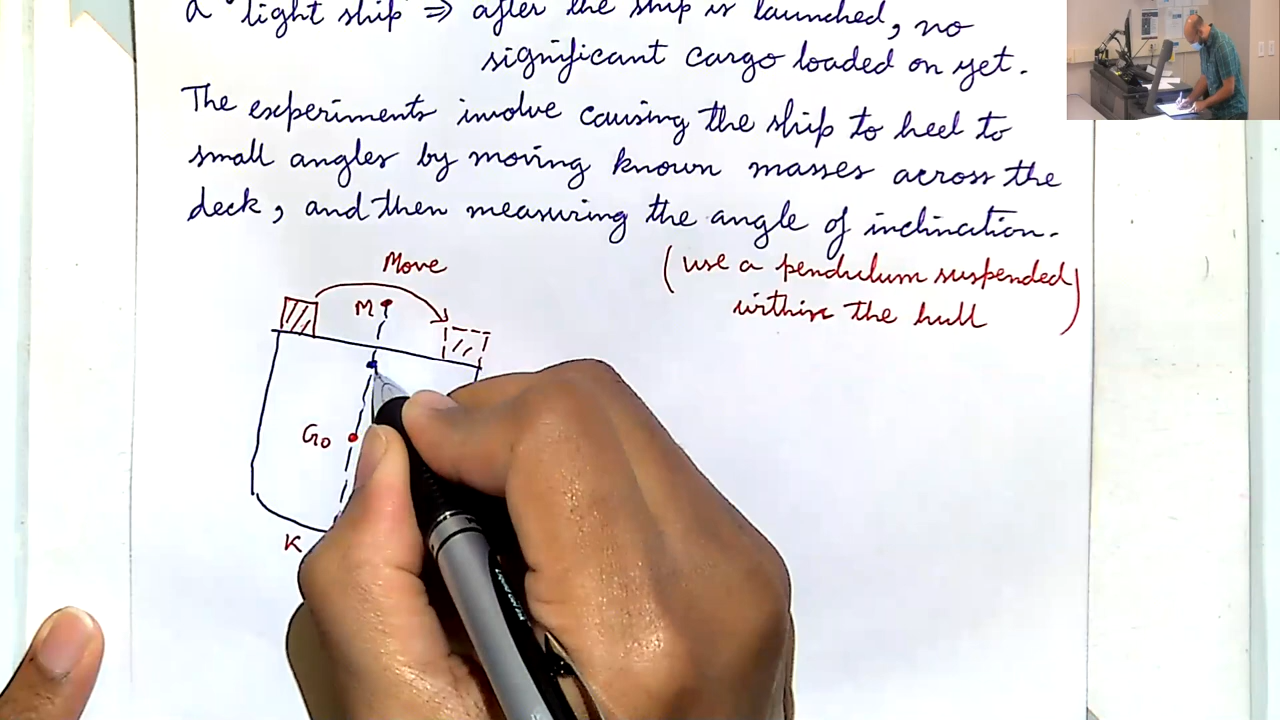 a "light ship" ⇒ after the ship is launched, no
significant cargo loaded on yet.
The experiments involve causing the ship to heel to
small angles by moving known masses across the
deck, and then measuring the angle of inclination.
(use a pendulum suspended
within the hull)
Move
M
G₀
K